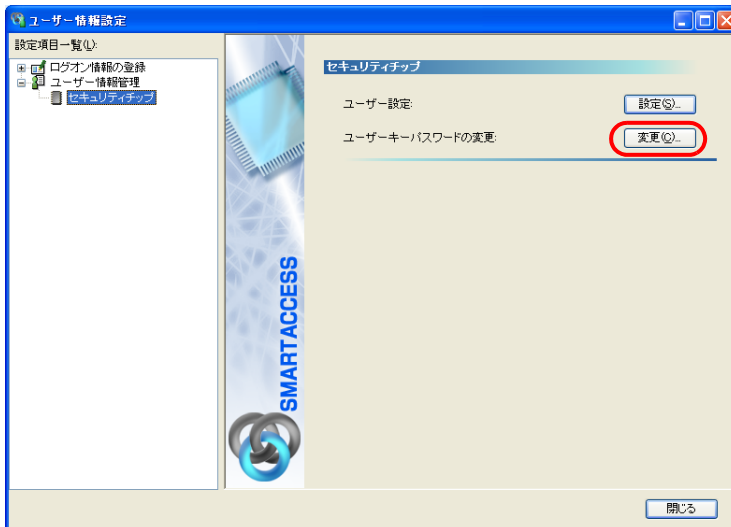 ユーザー情報設定
設定項目一覧(L):
ログオン情報の登録
ユーザー情報管理
セキュリティチップ
SMARTACCESS
セキュリティチップ
ユーザー設定:
設定(S)...
ユーザーキーパスワードの変更:
変更(C)...
閉じる